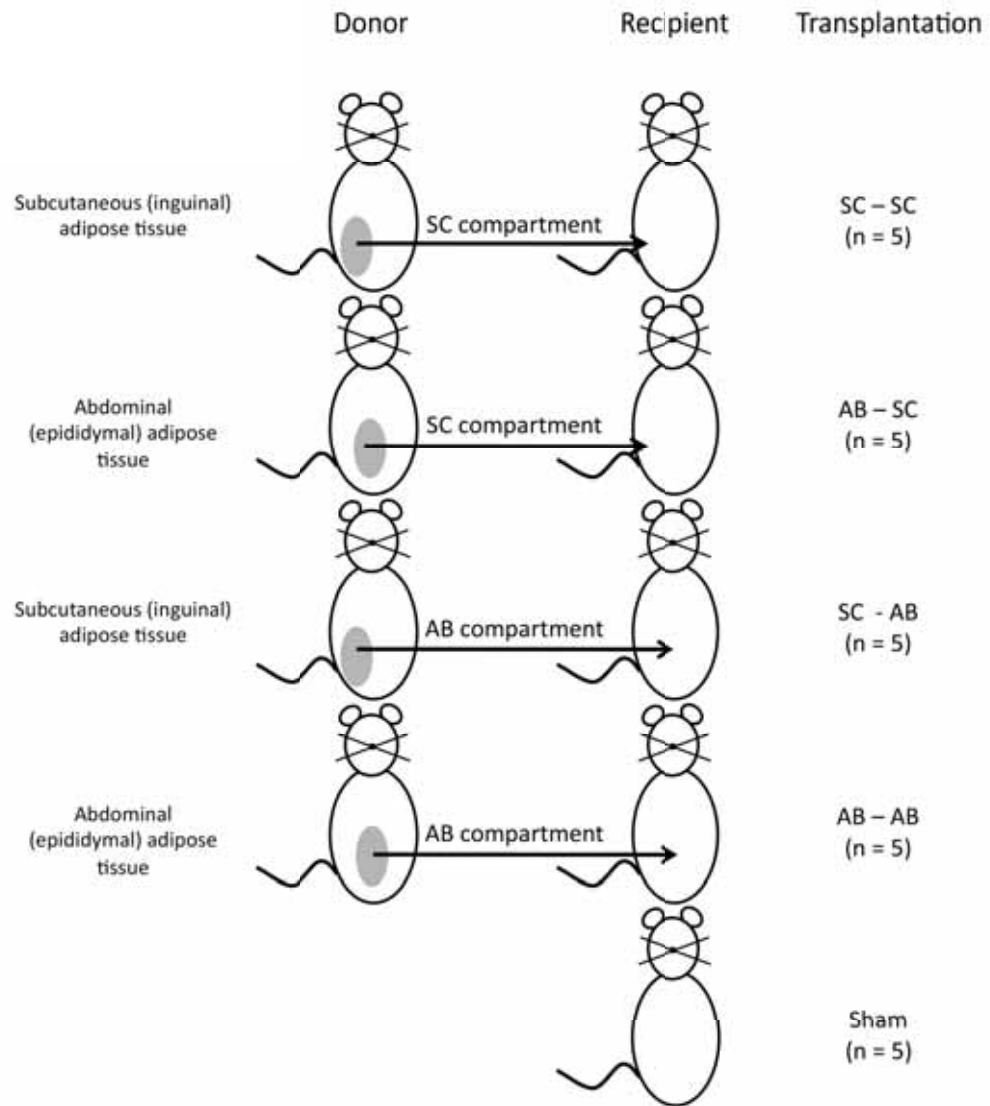 Donor Recipient Transplantation
Subcutaneous (inguinal)
adipose tissue
SC compartment
SC – SC
(n = 5)
Abdominal
(epididymal) adipose
tissue
SC compartment
AB – SC
(n = 5)
Subcutaneous (inguinal)
adipose tissue
AB compartment
SC - AB
(n = 5)
Abdominal
(epididymal) adipose
tissue
AB compartment
AB – AB
(n = 5)
Sham
(n = 5)